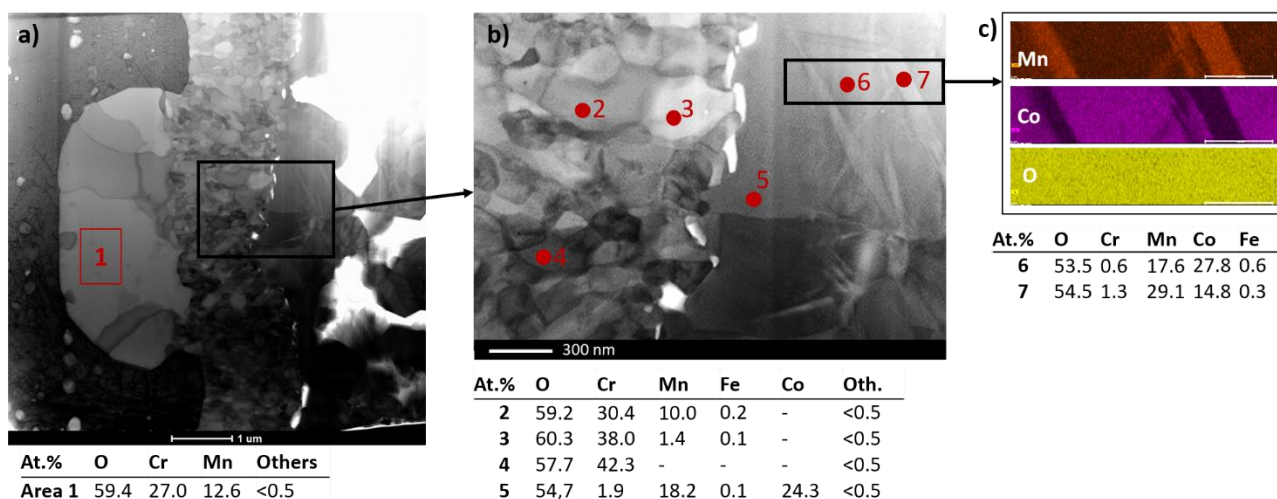 a)
1
1 um
At.% O Cr Mn Others
Area 1 59.4 27.0 12.6 <0.5
b)
2
3
4
5
6
7
300 nm
At.% O Cr Mn Fe Co Oth.
2 59.2 30.4 10.0 0.2 - <0.5
3 60.3 38.0 1.4 0.1 - <0.5
4 57.7 42.3 - - - <0.5
5 54,7 1.9 18.2 0.1 24.3 <0.5
c)
Mn
Co
O
At.% O Cr Mn Co Fe
6 53.5 0.6 17.6 27.8 0.6
7 54.5 1.3 29.1 14.8 0.3